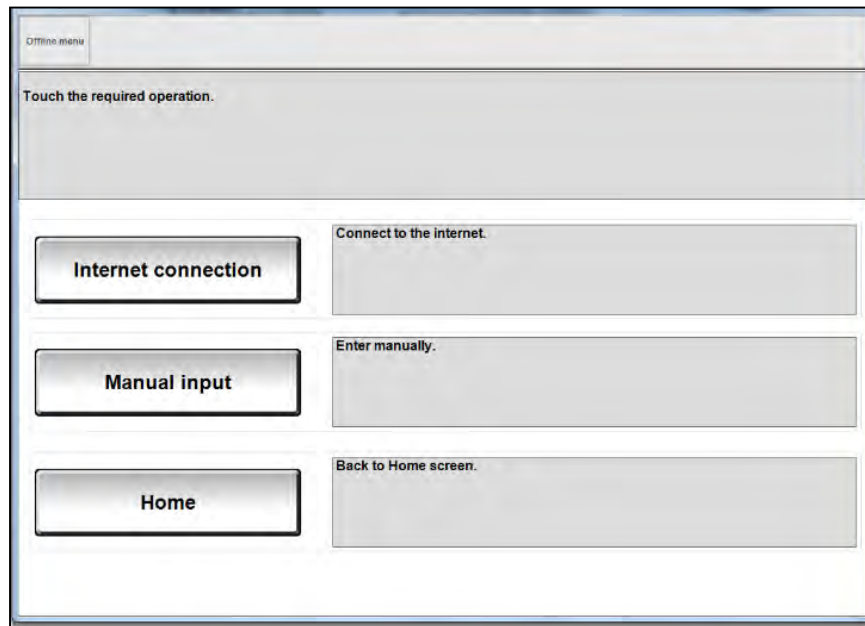 Offline menu
Touch the required operation.
Internet connection
Connect to the internet.
Manual input
Enter manually.
Home
Back to Home screen.